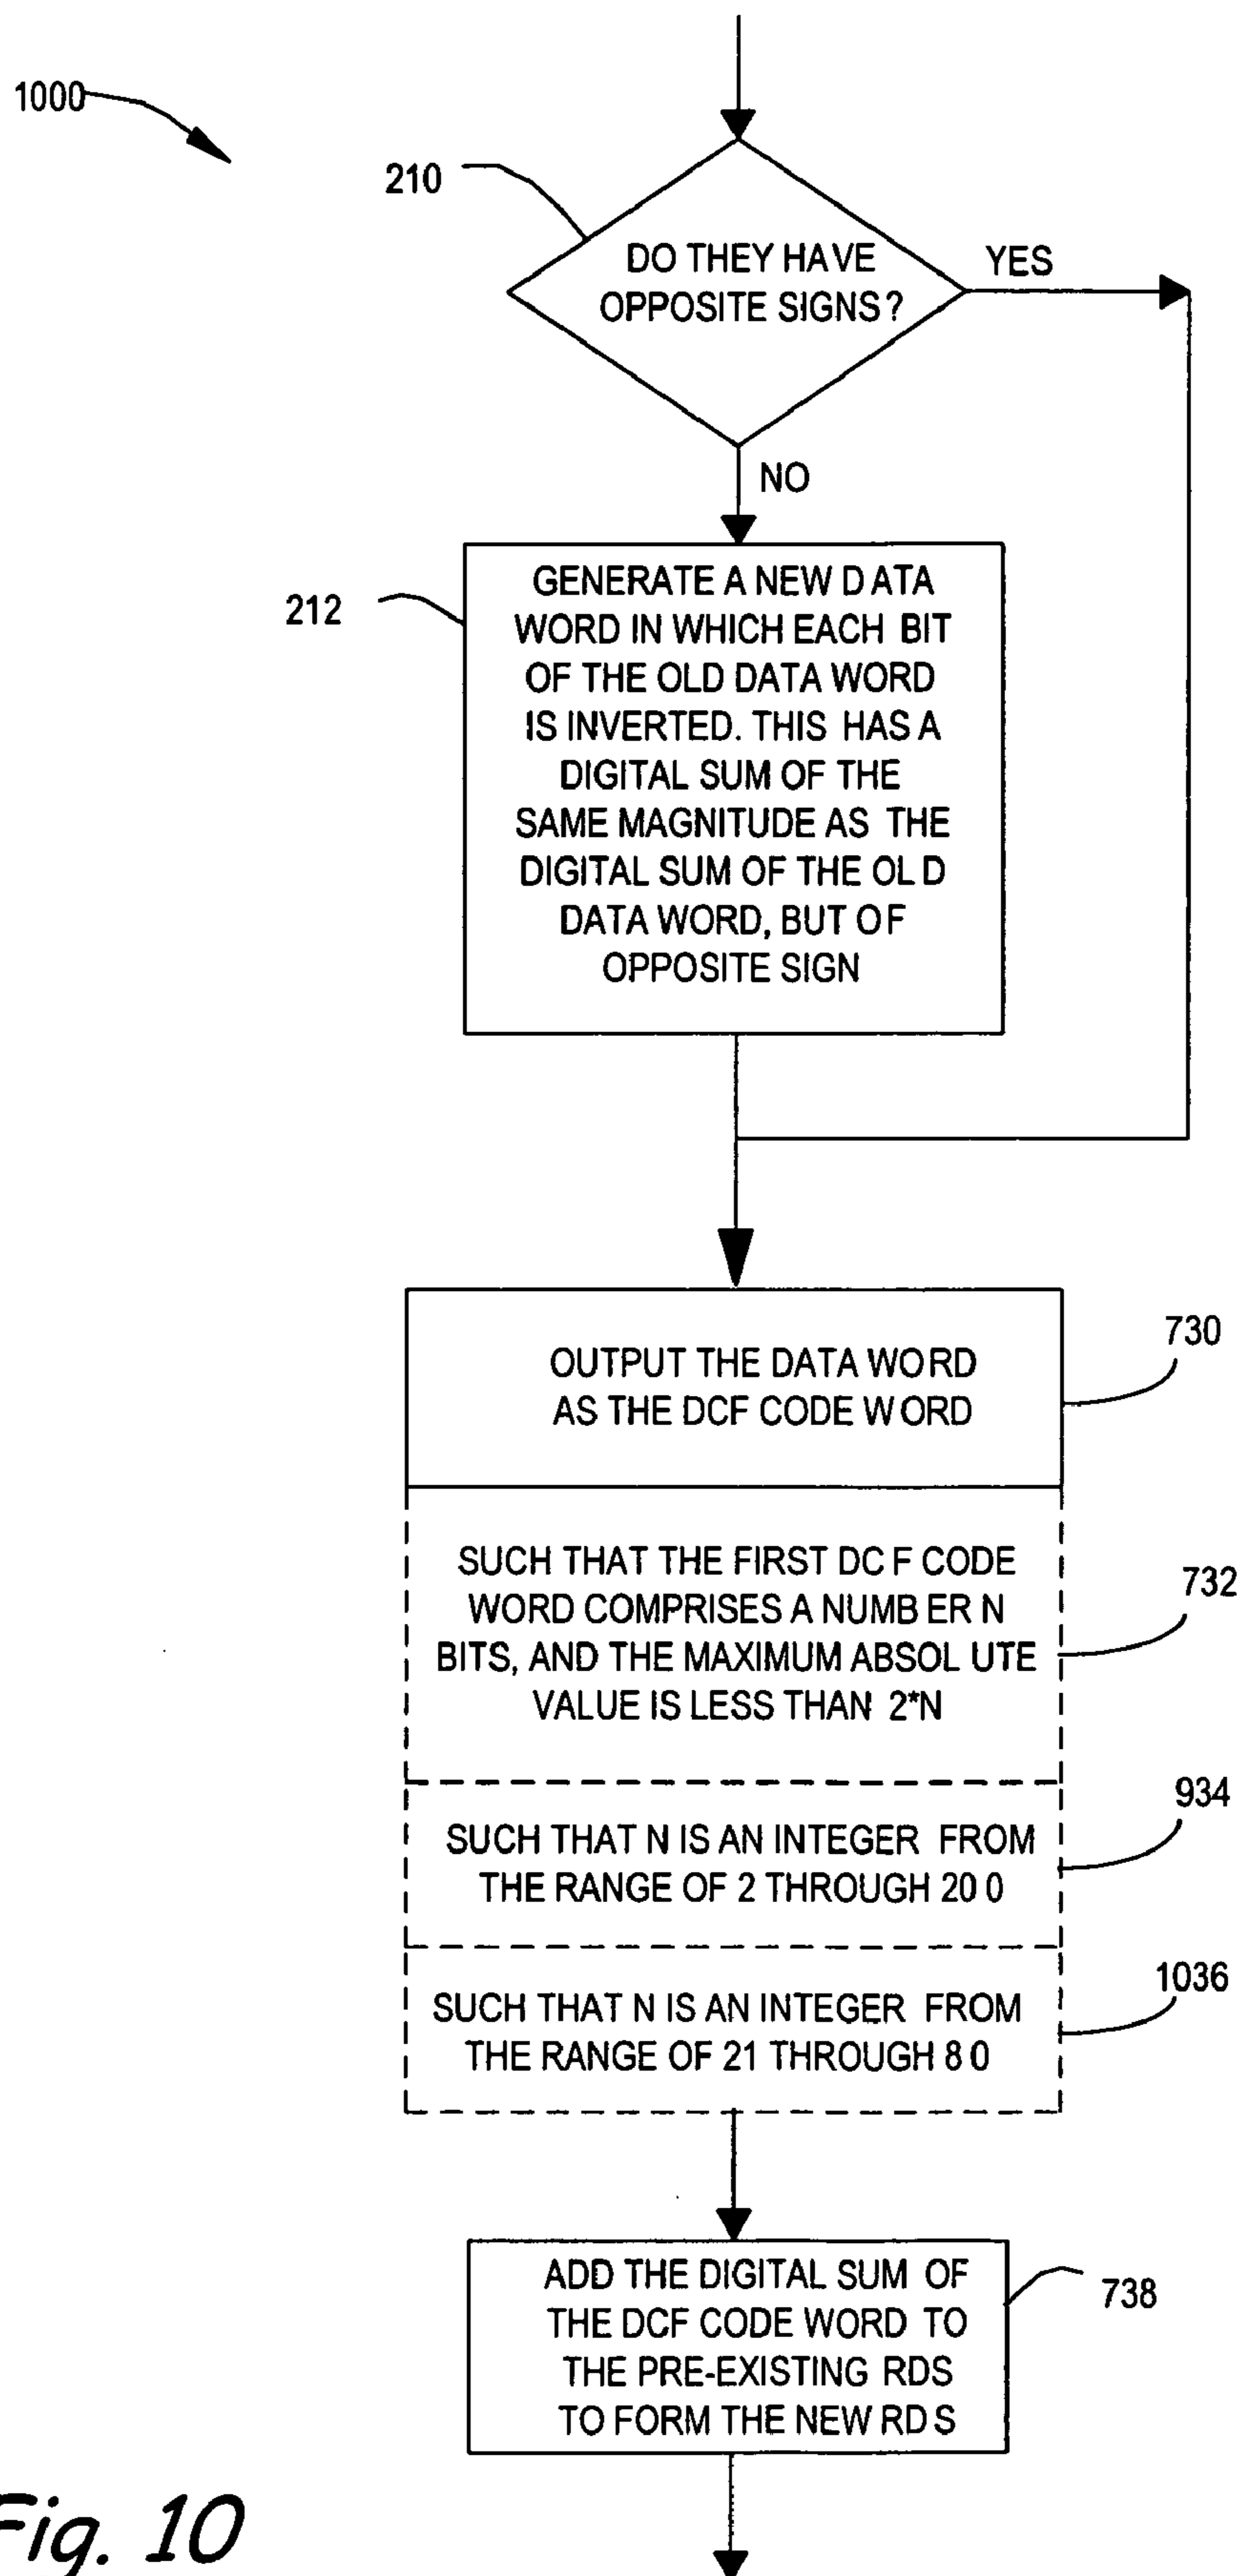 1000
210
DO THEY HAVE
OPPOSITE SIGNS?
YES
NO
212
GENERATE A NEW DATA
WORD IN WHICH EACH BIT
OF THE OLD DATA WORD
IS INVERTED. THIS HAS A
DIGITAL SUM OF THE
SAME MAGNITUDE AS THE
DIGITAL SUM OF THE OLD
DATA WORD, BUT OF
OPPOSITE SIGN
730
OUTPUT THE DATA WORD
AS THE DCF CODE WORD
732
SUCH THAT THE FIRST DCF CODE
WORD COMPRISES A NUMBER N
BITS, AND THE MAXIMUM ABSOLUTE
VALUE IS LESS THAN 2*N
934
SUCH THAT N IS AN INTEGER FROM
THE RANGE OF 2 THROUGH 200
1036
SUCH THAT N IS AN INTEGER FROM
THE RANGE OF 21 THROUGH 80
738
ADD THE DIGITAL SUM OF
THE DCF CODE WORD TO
THE PRE-EXISTING RDS
TO FORM THE NEW RDS
Fig. 10